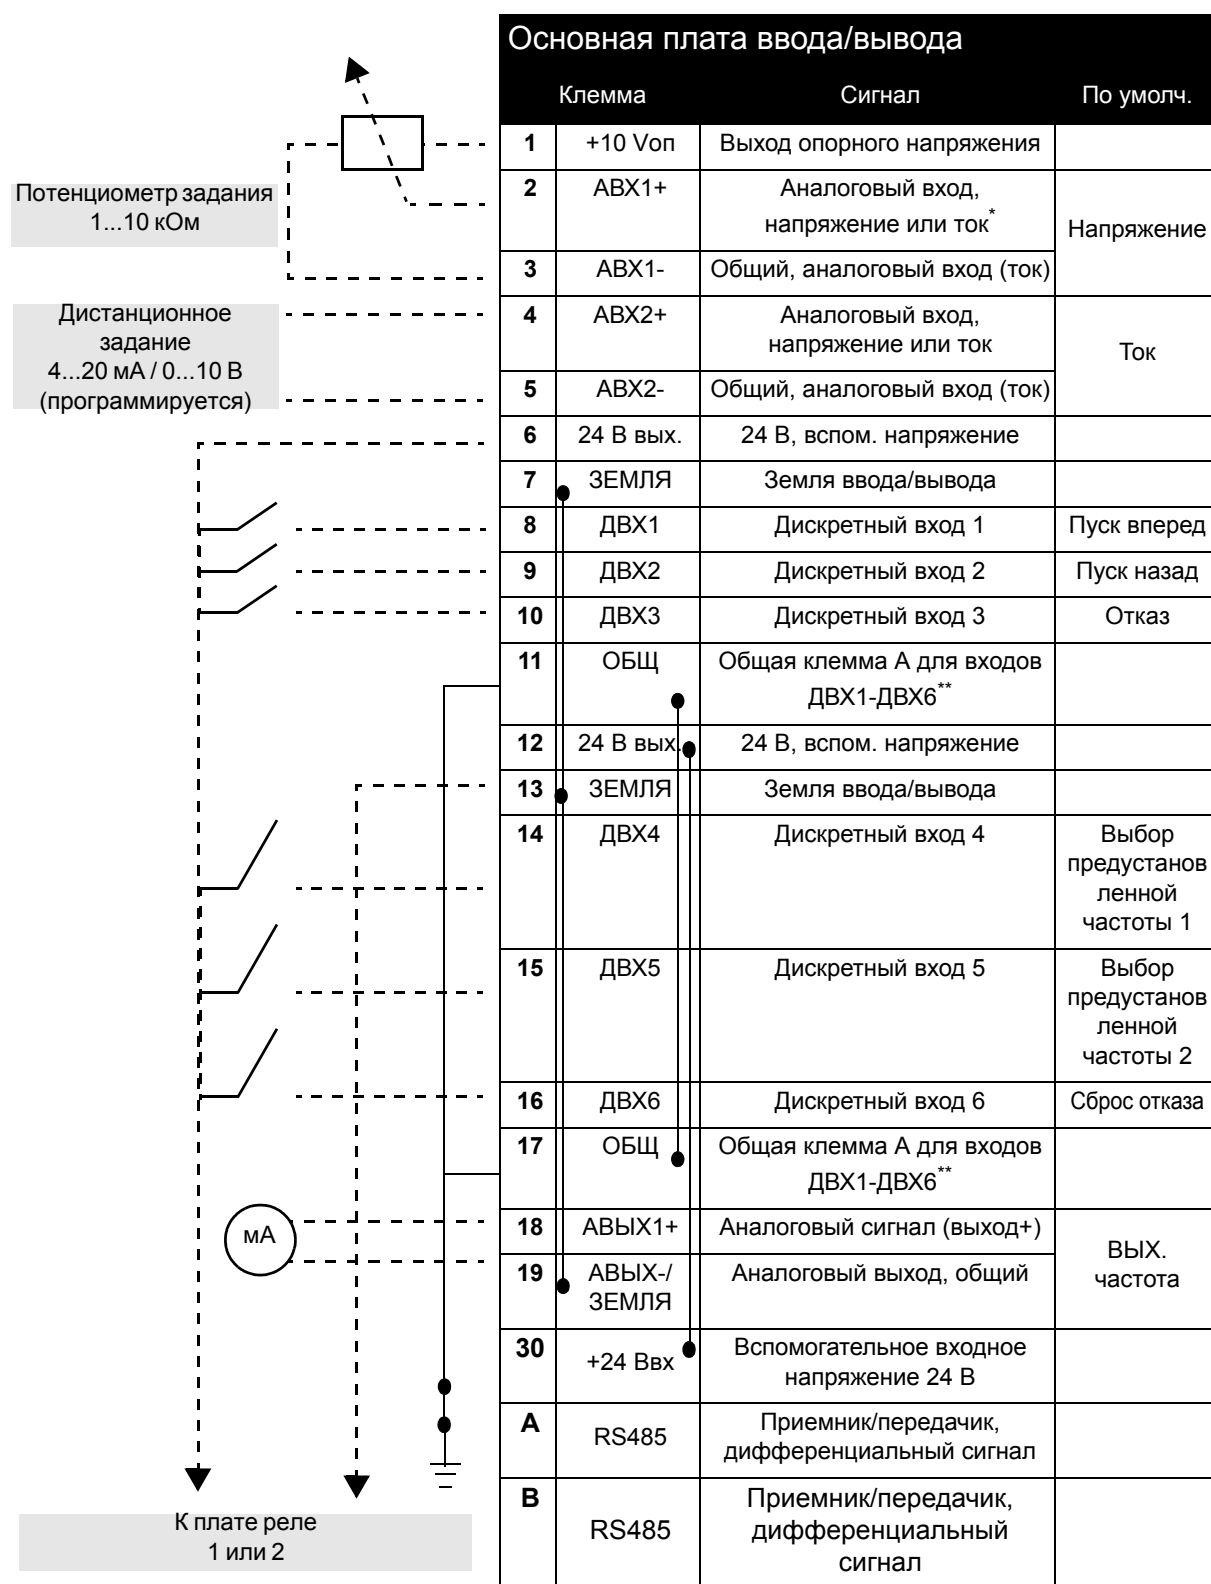 Основная плата ввода/вывода
Клемма Сигнал По умолч.
1 +10 Vоп Выход опорного напряжения
2 АВХ1+ Аналоговый вход,
напряжение или ток*
Напряжение
3 АВХ1- Общий, аналоговый вход (ток)
Потенциометр задания
1...10 кОм
4 АВХ2+ Аналоговый вход,
напряжение или ток
Ток
5 АВХ2- Общий, аналоговый вход (ток)
Дистанционное
задание
4...20 мА / 0...10 В
(программируется)
6 24 В вых. 24 В, вспом. напряжение
7 ЗЕМЛЯ Земля ввода/вывода
8 ДВХ1 Дискретный вход 1 Пуск вперед
9 ДВХ2 Дискретный вход 2 Пуск назад
10 ДВХ3 Дискретный вход 3 Отказ
11 ОБЩ Общая клемма А для входов
ДВХ1-ДВХ6**
12 24 В вых. 24 В, вспом. напряжение
13 ЗЕМЛЯ Земля ввода/вывода
14 ДВХ4 Дискретный вход 4 Выбор
предустанов
ленной
частоты 1
15 ДВХ5 Дискретный вход 5 Выбор
предустанов
ленной
частоты 2
16 ДВХ6 Дискретный вход 6 Сброс отказа
17 ОБЩ Общая клемма А для входов
ДВХ1-ДВХ6**
мА
18 АВЫХ1+ Аналоговый сигнал (выход+)
ВЫХ.
частота
19 АВЫХ-/ Аналоговый выход, общий
ЗЕМЛЯ
30 +24 Ввх Вспомогательное входное
напряжение 24 В
A RS485 Приемник/передачик,
дифференциальный сигнал
B RS485 Приемник/передачик,
дифференциальный
сигнал
К плате реле
1 или 2